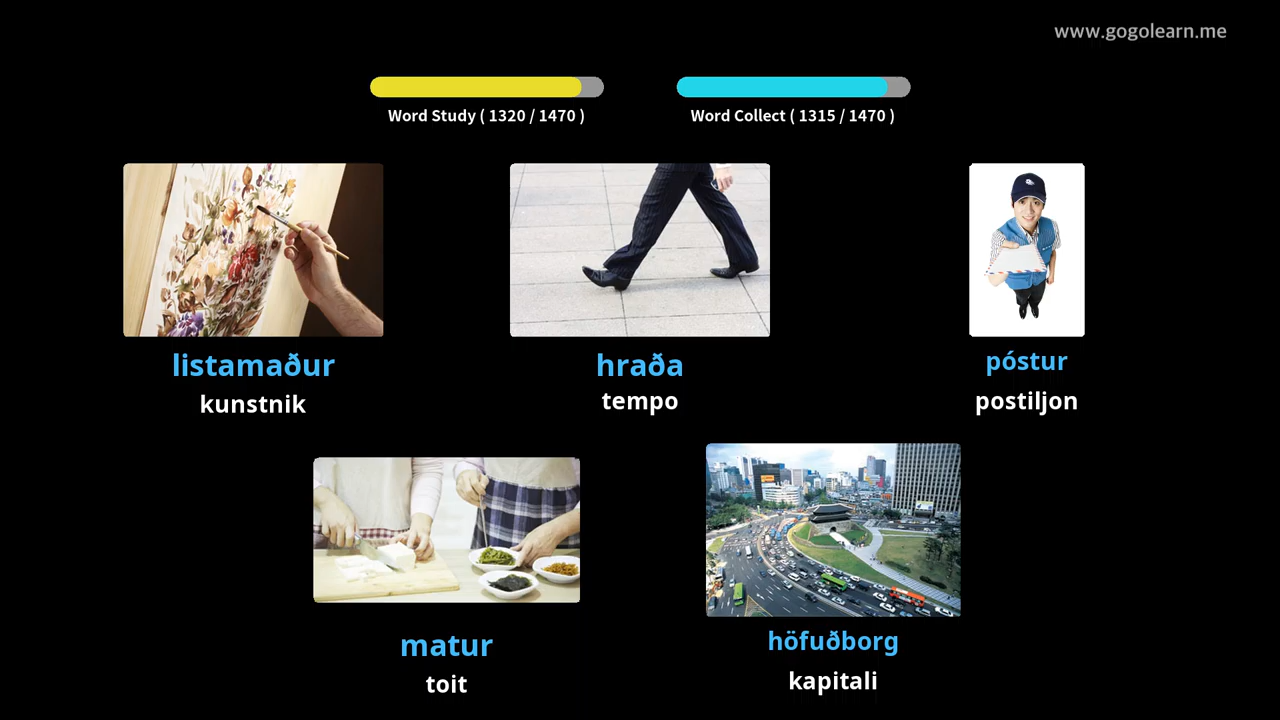 www.gogolearn.me
Word Study ( 1320 / 1470 )
Word Collect ( 1315 / 1470 )
listamaður
kunstnik
hraða
tempo
póstur
postiljon
matur
toit
höfuðborg
kapitali